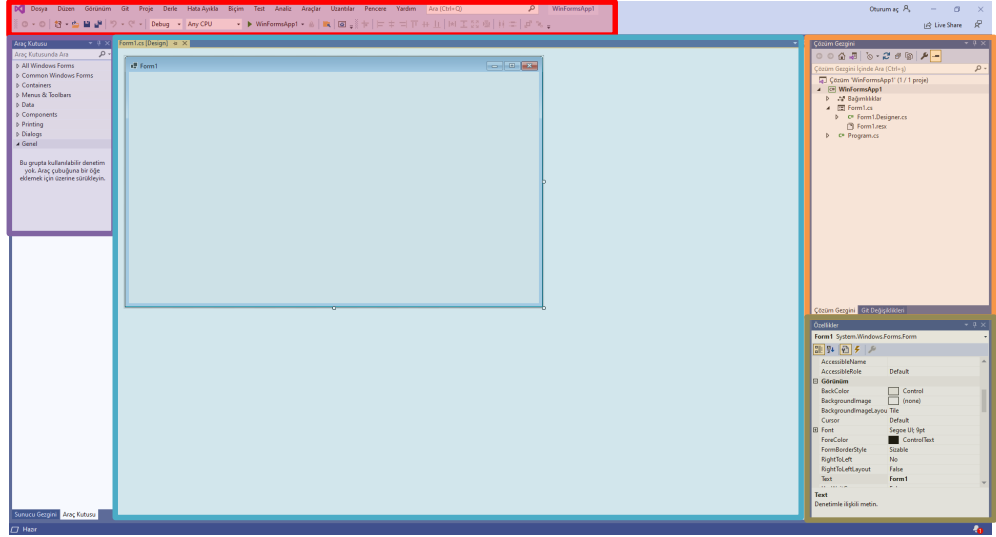 Dosya Düzen Görünüm Git Proje Derle Hata Ayıkla Biçim Test Analiz Araçlar Uzantılar Pencere Yardım Ara (Ctrl+Q) WinFormsApp1 Oturum aç
Debug Any CPU WinFormsApp1 Live Share
Araç Kutusu
Araç Kutusunda Ara
All Windows Forms
Common Windows Forms
Containers
Menus & Toolbars
Data
Components
Printing
Dialogs
Genel
Bu grupta kullanılabilir denetim
yok. Araç çubuğuna bir öğe
eklemek için üzerine sürükleyin.
Sunucu Gezgini Araç Kutusu
Form1.cs [Design]
Form1
Çözüm Gezgini
Çözüm Gezgini İçinde Ara (Ctrl+ş)
Çözüm 'WinFormsApp1' (1 / 1 proje)
WinFormsApp1
Bağımlılıklar
Form1.cs
Form1.Designer.cs
Form1.resx
Program.cs
Çözüm Gezgini Git Değişiklikleri
Özellikler
Form1 System.Windows.Forms.Form
AccessibleName
AccessibleRole Default
Görünüm
BackColor Control
BackgroundImage (none)
BackgroundImageLayou Tile
Cursor Default
Font Segoe UI; 9pt
ForeColor ControlText
FormBorderStyle Sizable
RightToLeft No
RightToLeftLayout False
Text Form1
Text
Denetimle ilişkili metin.
Hazır